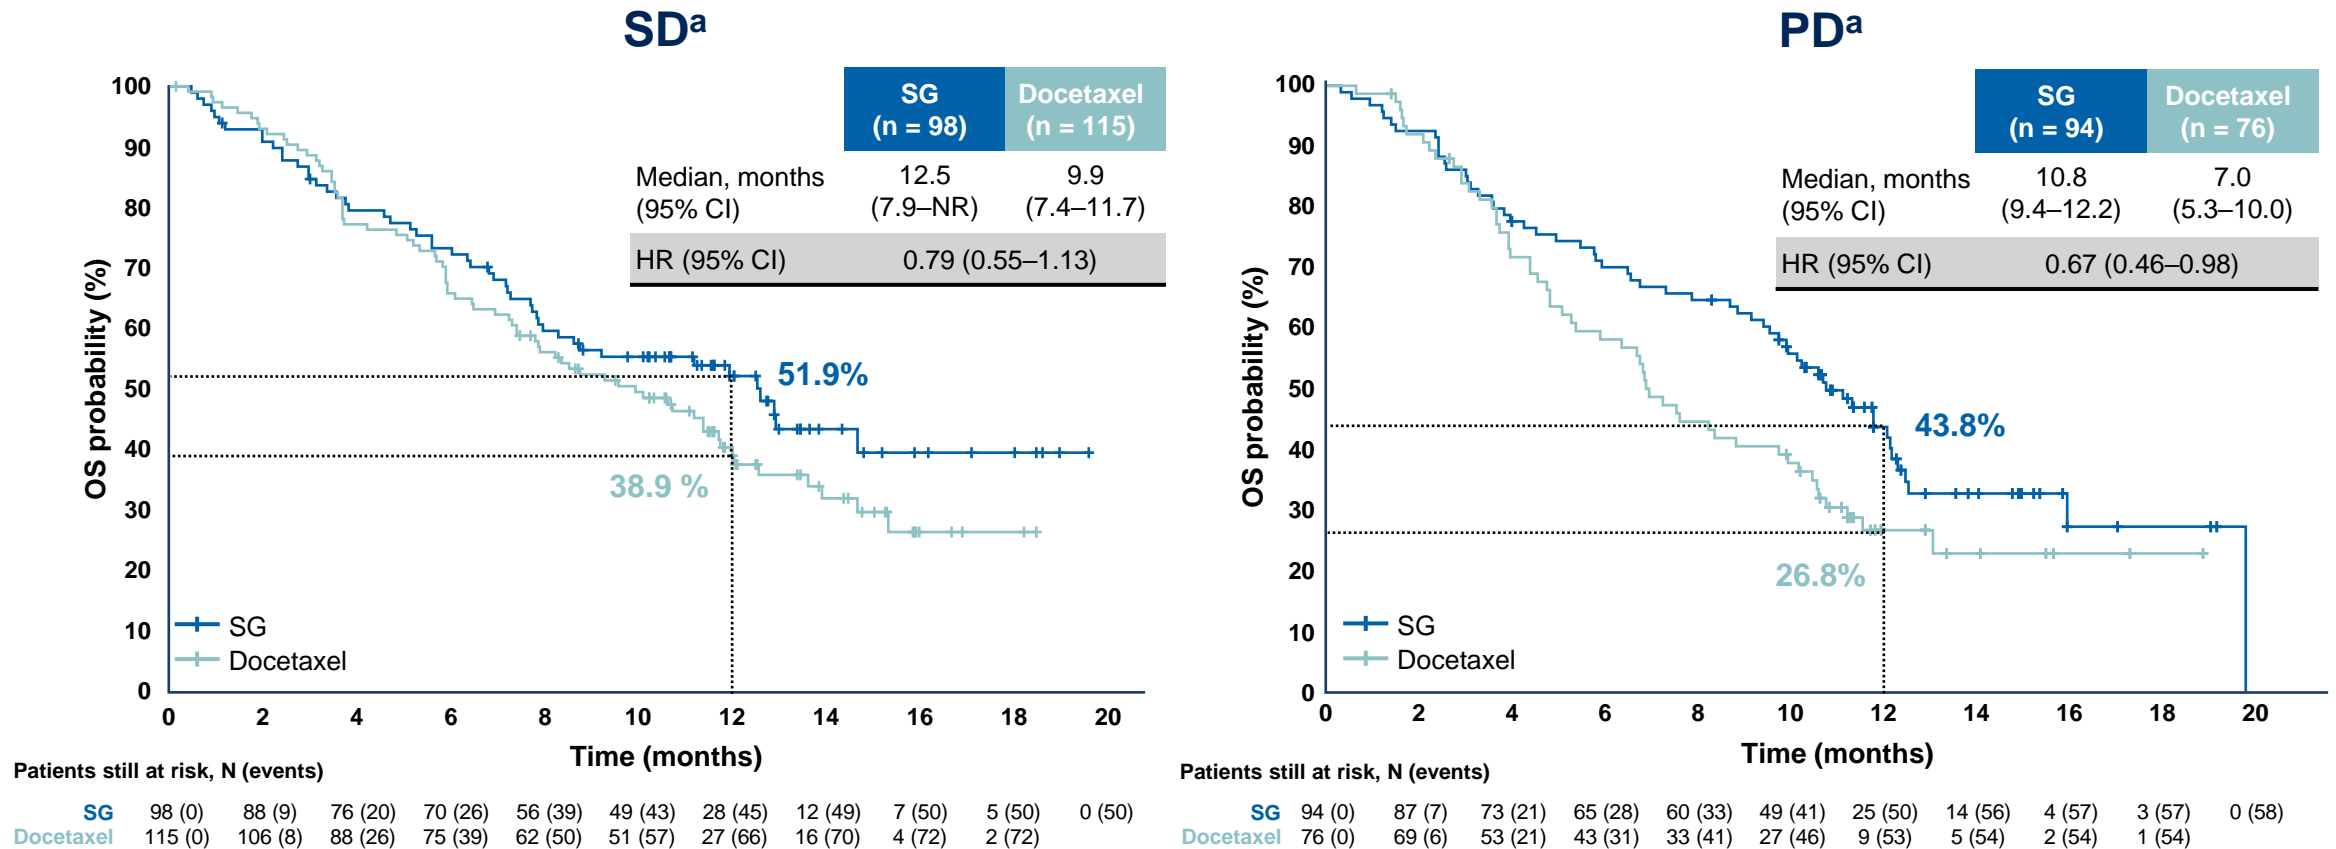 SDᵃ
SG
(n = 98)
Docetaxel
(n = 115)
Median, months
(95% CI)
12.5
(7.9–NR)
9.9
(7.4–11.7)
HR (95% CI)
0.79 (0.55–1.13)
OS probability (%)
100
90
80
70
60
50
40
30
20
10
0
51.9%
38.9 %
SG
Docetaxel
0 2 4 6 8 10 12 14 16 18 20
Time (months)
Patients still at risk, N (events)
SG 98 (0) 88 (9) 76 (20) 70 (26) 56 (39) 49 (43) 28 (45) 12 (49) 7 (50) 5 (50) 0 (50)
Docetaxel 115 (0) 106 (8) 88 (26) 75 (39) 62 (50) 51 (57) 27 (66) 16 (70) 4 (72) 2 (72)
PDᵃ
SG
(n = 94)
Docetaxel
(n = 76)
Median, months
(95% CI)
10.8
(9.4–12.2)
7.0
(5.3–10.0)
HR (95% CI)
0.67 (0.46–0.98)
OS probability (%)
100
90
80
70
60
50
40
30
20
10
0
43.8%
26.8%
SG
Docetaxel
0 2 4 6 8 10 12 14 16 18 20
Time (months)
Patients still at risk, N (events)
SG 94 (0) 87 (7) 73 (21) 65 (28) 60 (33) 49 (41) 25 (50) 14 (56) 4 (57) 3 (57) 0 (58)
Docetaxel 76 (0) 69 (6) 53 (21) 43 (31) 33 (41) 27 (46) 9 (53) 5 (54) 2 (54) 1 (54)